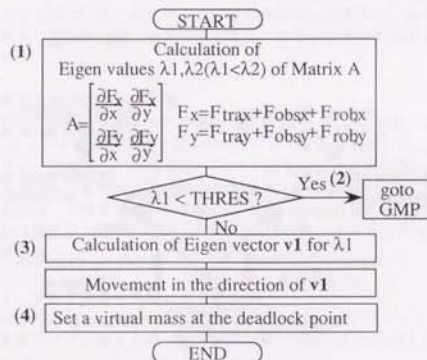 START
(1)
Calculation of
Eigen values λ1,λ2(λ1<λ2) of Matrix A
A=[∂Fx/∂x ∂Fx/∂y
∂Fy/∂x ∂Fy/∂y]
Fx=Ftrax+Fobsx+Frobx
Fy=Ftray+Fobsy+Froby
λ1 < THRES ?
Yes (2)
goto
GMP
No
(3) Calculation of Eigen vector v1 for λ1
Movement in the direction of v1
(4) Set a virtual mass at the deadlock point
END